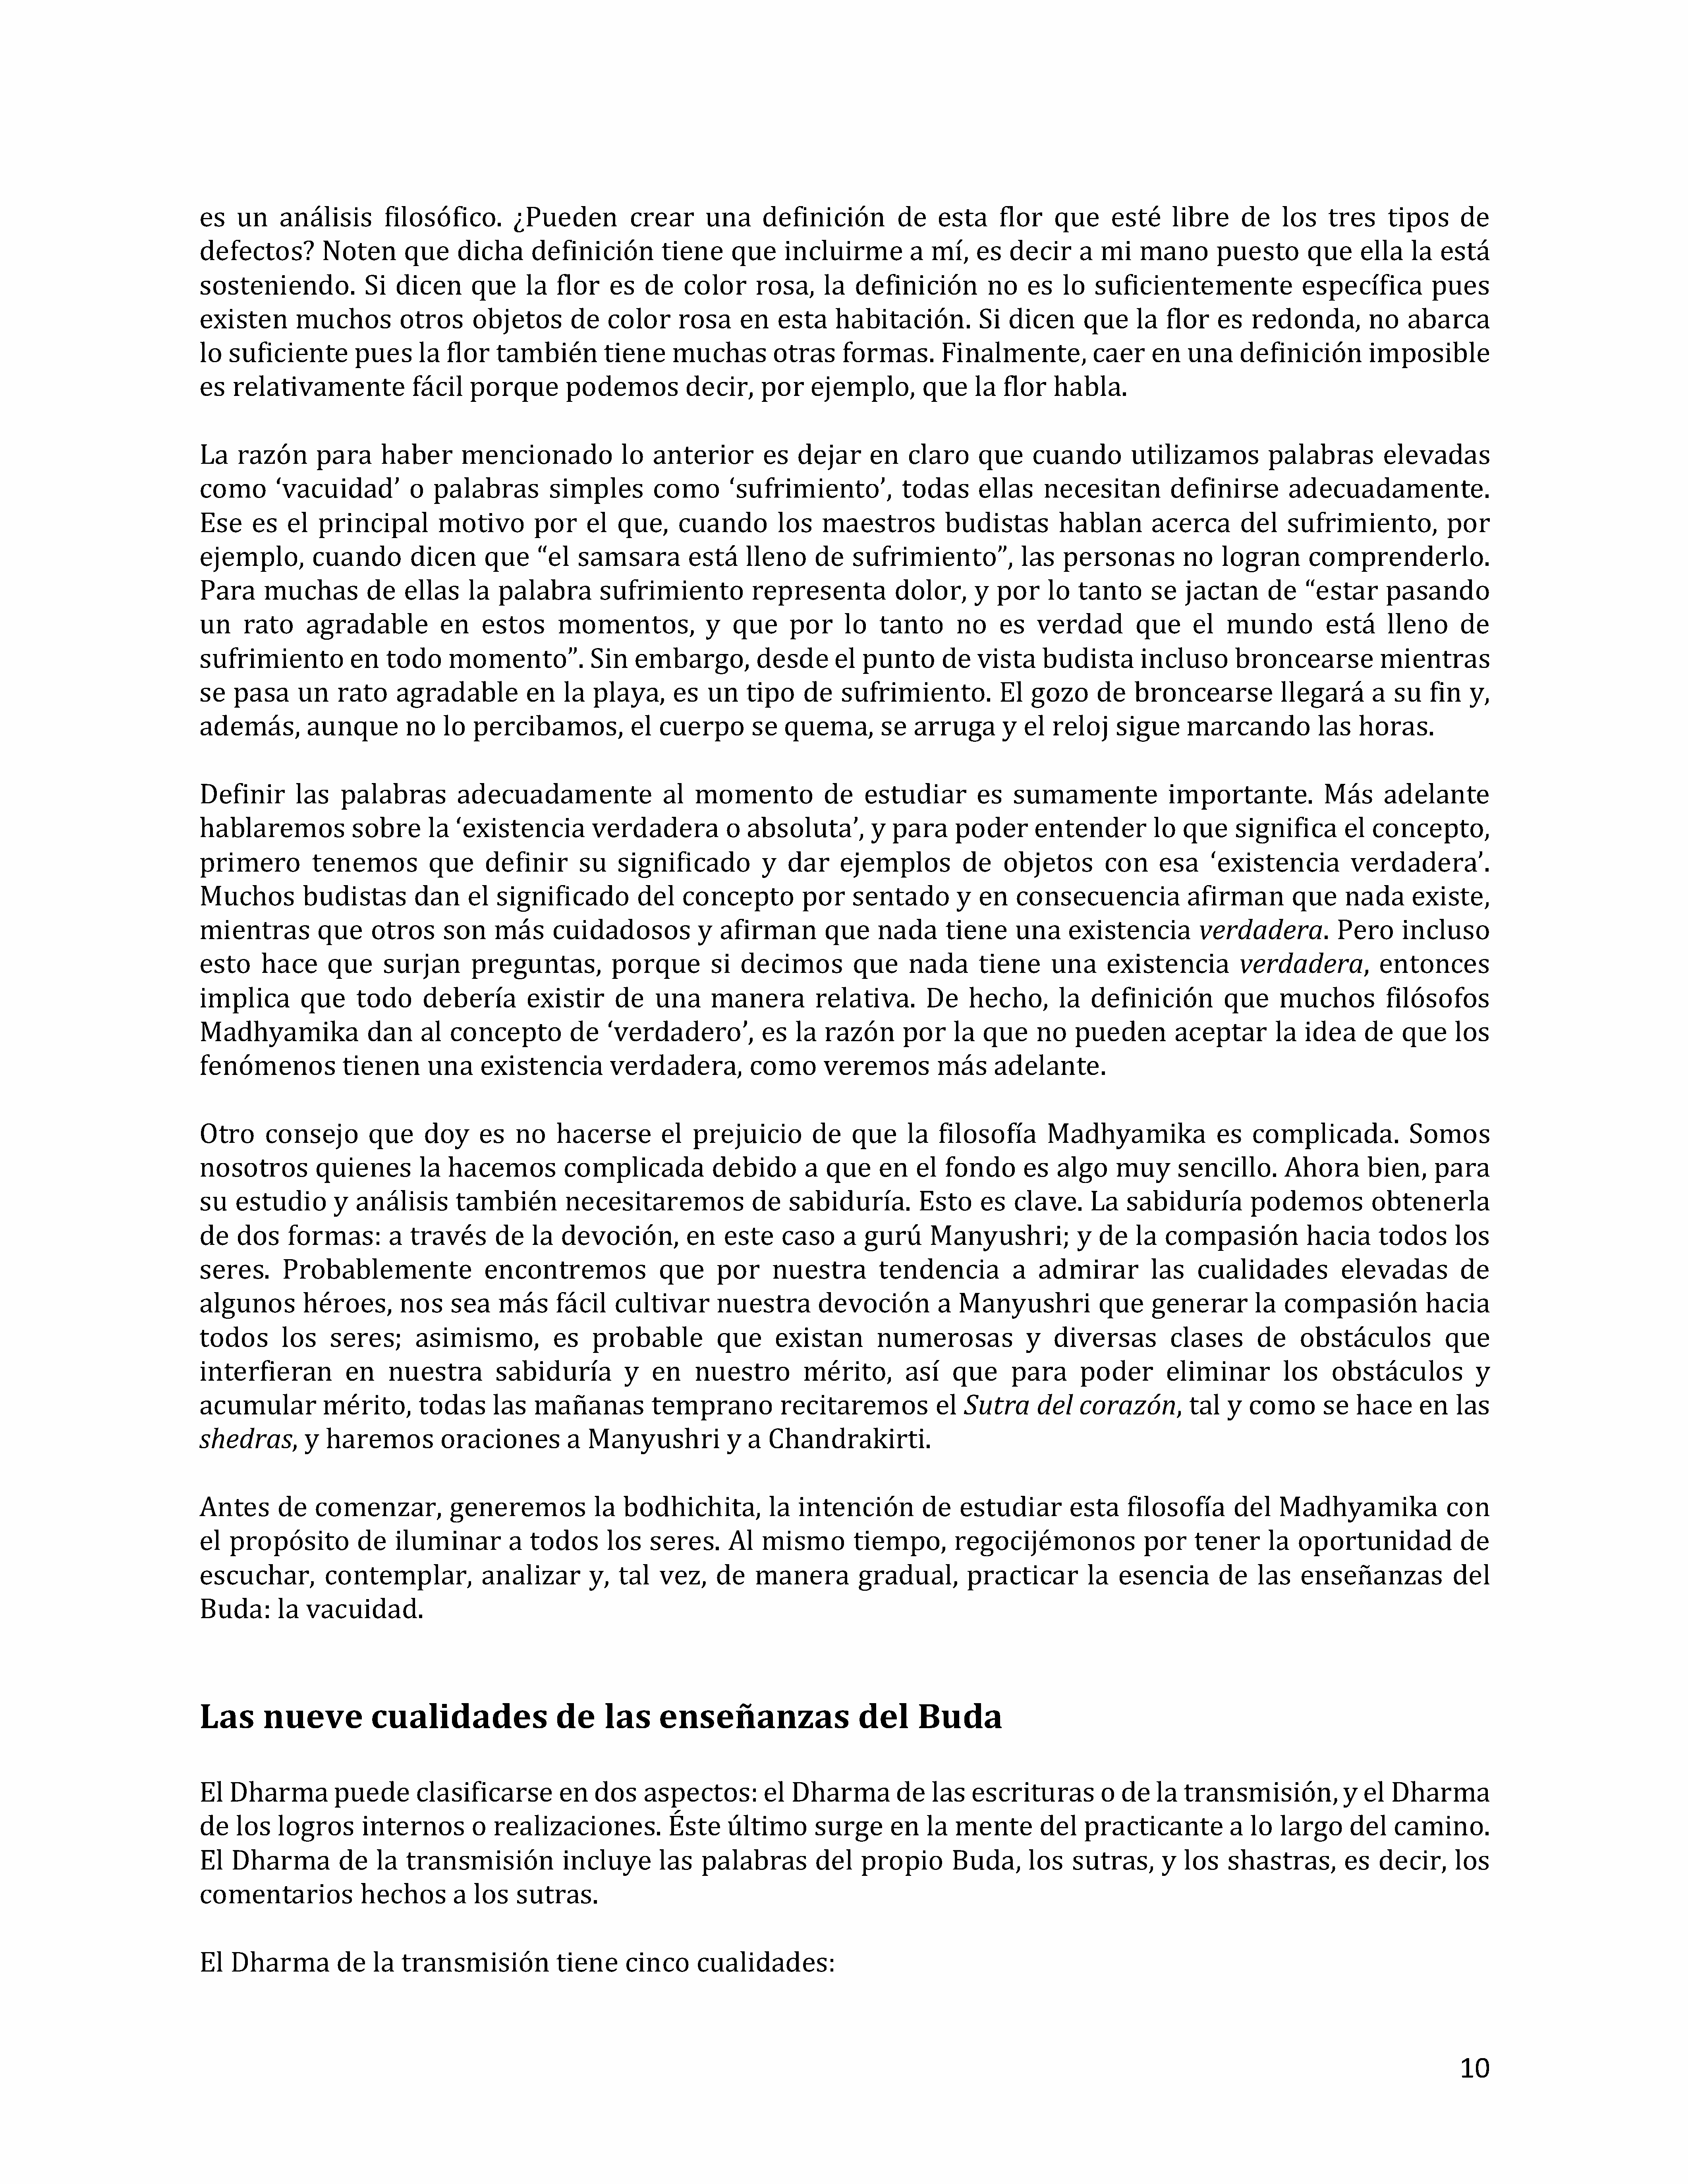 es un análisis filosófico. ¿Pueden crear una definición de esta flor que esté libre de los tres tipos de
defectos? Noten que dicha definición tiene que incluirme a mí, es decir a mi mano puesto que ella la está
sosteniendo. Si dicen que la flor es de color rosa, la definición no es lo suficientemente específica pues
existen muchos otros objetos de color rosa en esta habitación. Si dicen que la flor es redonda, no abarca
lo suficiente pues la flor también tiene muchas otras formas. Finalmente, caer en una definición imposible
es relativamente fácil porque podemos decir, por ejemplo, que la flor habla.
La razón para haber mencionado lo anterior es dejar en claro que cuando utilizamos palabras elevadas
como ‘vacuidad’ o palabras simples como ‘sufrimiento’, todas ellas necesitan definirse adecuadamente.
Ese es el principal motivo por el que, cuando los maestros budistas hablan acerca del sufrimiento, por
ejemplo, cuando dicen que “el samsara está lleno de sufrimiento”, las personas no logran comprenderlo.
Para muchas de ellas la palabra sufrimiento representa dolor, y por lo tanto se jactan de “estar pasando
un rato agradable en estos momentos, y que por lo tanto no es verdad que el mundo está lleno de
sufrimiento en todo momento”. Sin embargo, desde el punto de vista budista incluso broncearse mientras
se pasa un rato agradable en la playa, es un tipo de sufrimiento. El gozo de broncearse llegará a su fin y,
además, aunque no lo percibamos, el cuerpo se quema, se arruga y el reloj sigue marcando las horas.
Definir las palabras adecuadamente al momento de estudiar es sumamente importante. Más adelante
hablaremos sobre la ‘existencia verdadera o absoluta’, y para poder entender lo que significa el concepto,
primero tenemos que definir su significado y dar ejemplos de objetos con esa ‘existencia verdadera’.
Muchos budistas dan el significado del concepto por sentado y en consecuencia afirman que nada existe,
mientras que otros son más cuidadosos y afirman que nada tiene una existencia verdadera. Pero incluso
esto hace que surjan preguntas, porque si decimos que nada tiene una existencia verdadera, entonces
implica que todo debería existir de una manera relativa. De hecho, la definición que muchos filósofos
Madhyamika dan al concepto de ‘verdadero’, es la razón por la que no pueden aceptar la idea de que los
fenómenos tienen una existencia verdadera, como veremos más adelante.
Otro consejo que doy es no hacerse el prejuicio de que la filosofía Madhyamika es complicada. Somos
nosotros quienes la hacemos complicada debido a que en el fondo es algo muy sencillo. Ahora bien, para
su estudio y análisis también necesitaremos de sabiduría. Esto es clave. La sabiduría podemos obtenerla
de dos formas: a través de la devoción, en este caso a gurú Manyushri; y de la compasión hacia todos los
seres. Probablemente encontremos que por nuestra tendencia a admirar las cualidades elevadas de
algunos héroes, nos sea más fácil cultivar nuestra devoción a Manyushri que generar la compasión hacia
todos los seres; asimismo, es probable que existan numerosas y diversas clases de obstáculos que
interfieran en nuestra sabiduría y en nuestro mérito, así que para poder eliminar los obstáculos y
acumular mérito, todas las mañanas temprano recitaremos el Sutra del corazón, tal y como se hace en las
shedras, y haremos oraciones a Manyushri y a Chandrakirti.
Antes de comenzar, generemos la bodhichita, la intención de estudiar esta filosofía del Madhyamika con
el propósito de iluminar a todos los seres. Al mismo tiempo, regocijémonos por tener la oportunidad de
escuchar, contemplar, analizar y, tal vez, de manera gradual, practicar la esencia de las enseñanzas del
Buda: la vacuidad.
Las nueve cualidades de las enseñanzas del Buda
El Dharma puede clasificarse en dos aspectos: el Dharma de las escrituras o de la transmisión, y el Dharma
de los logros internos o realizaciones. Éste último surge en la mente del practicante a lo largo del camino.
El Dharma de la transmisión incluye las palabras del propio Buda, los sutras, y los shastras, es decir, los
comentarios hechos a los sutras.
El Dharma de la transmisión tiene cinco cualidades:
10